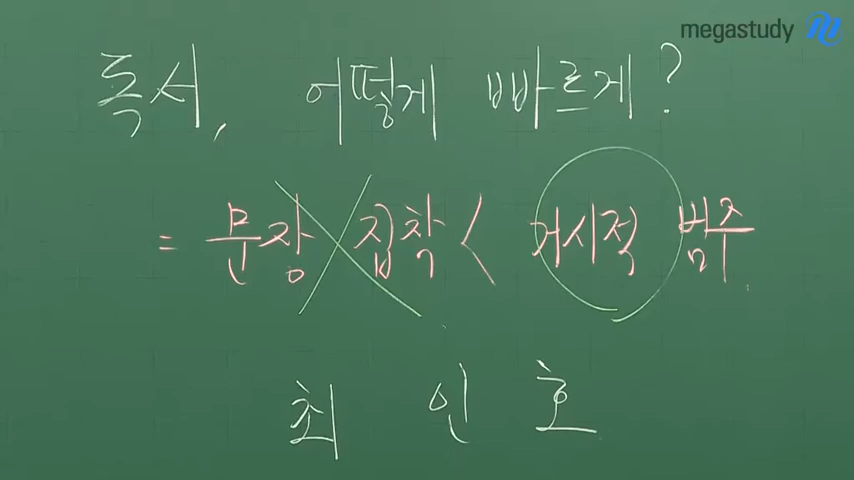 megastudy
독서, 어떻게 빠르게?
= 문장 집착 < 거시적 범주.
최 인 호